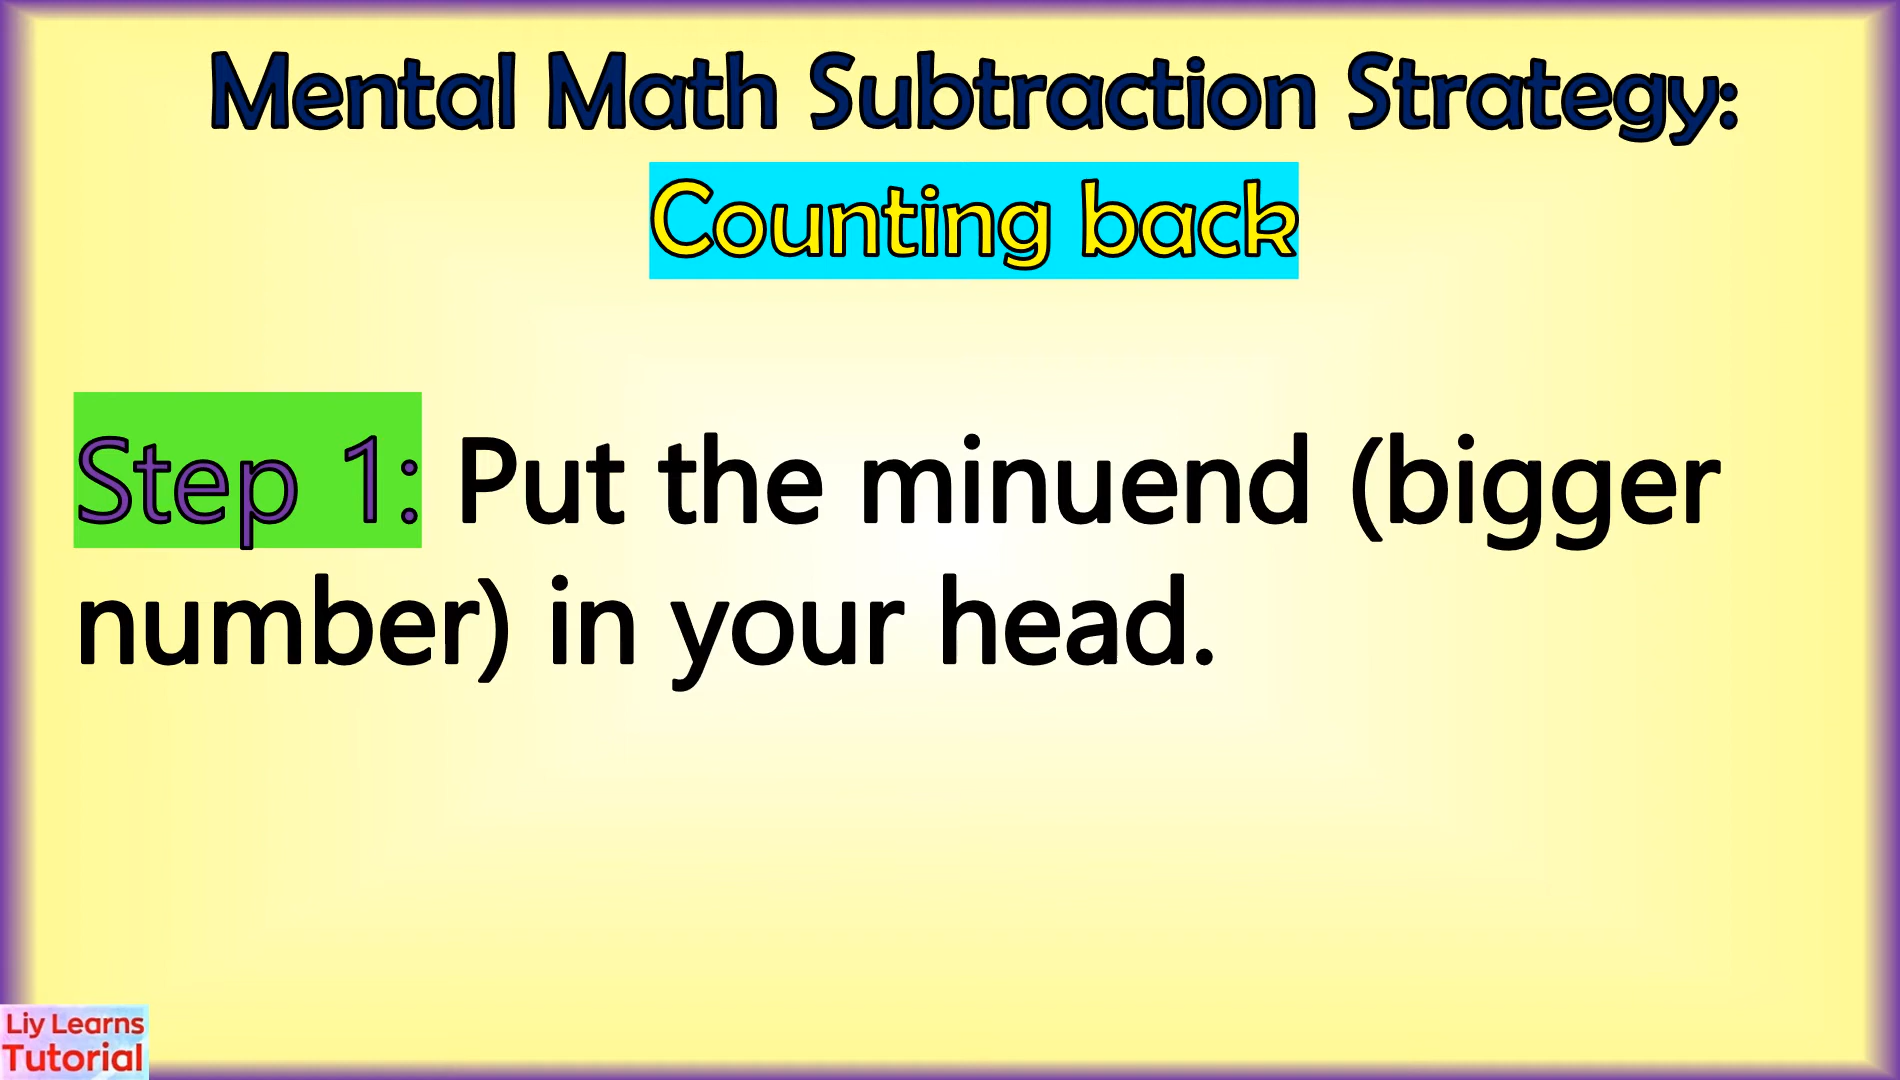 Mental Math Subtraction Strategy:
Counting back
Step 1: Put the minuend (bigger
number) in your head.
Liy Learns
Tutorial